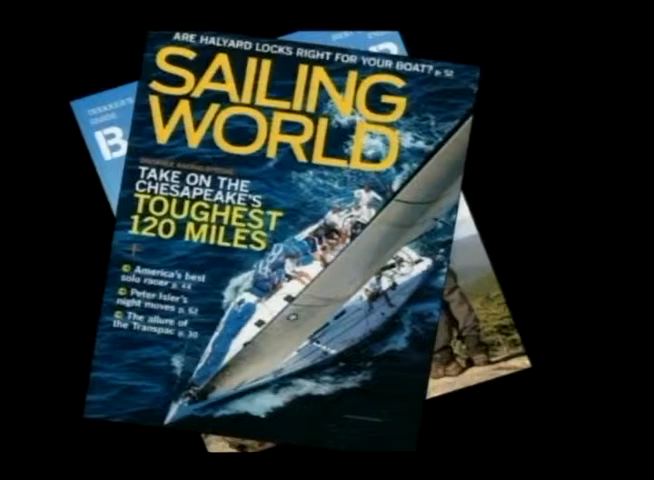 ARE HALYARD LOCKS RIGHT FOR YOUR BOAT? p. 52
SAILING
WORLD
TAKE ON THE
CHESAPEAKE'S
TOUGHEST
120 MILES
America's best
solo racer p. 44
Peter Isler's
night moves p. 62
The allure of
the Transpac p. 30
GUIDE
B